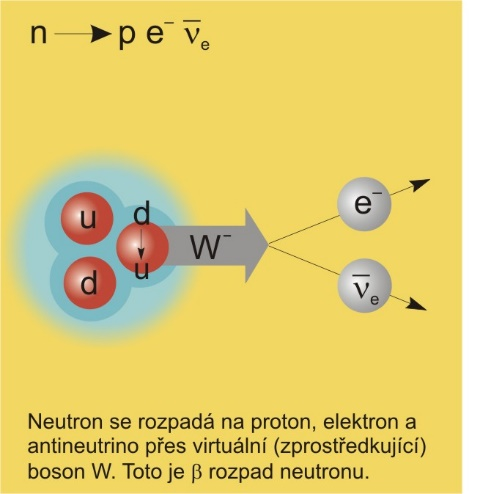 n → p e⁻ ν̅ₑ
u
d
u
d
W⁻
e⁻
ν̅ₑ
Neutron se rozpadá na proton, elektron a
antineutrino přes virtuální (zprostředkující)
boson W. Toto je β rozpad neutronu.